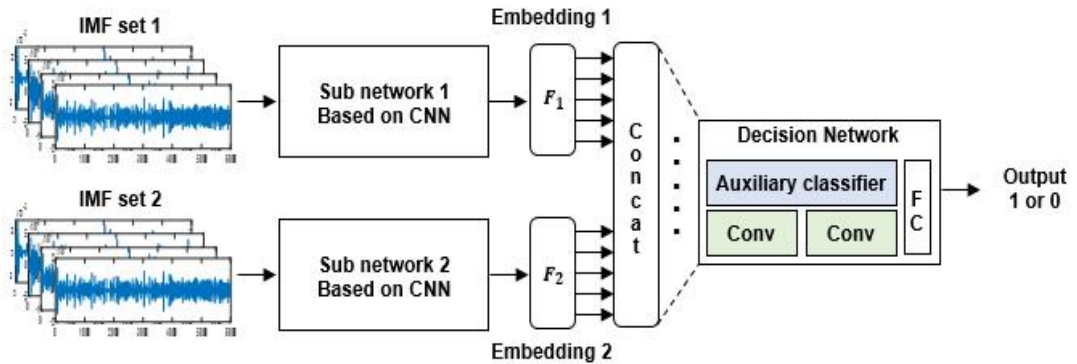 Embedding 1
IMF set 1
Sub network 1
Based on CNN
F1
Concat
Decision Network
Auxiliary classifier
Conv
Conv
FC
Output
1 or 0
IMF set 2
Sub network 2
Based on CNN
F2
Embedding 2